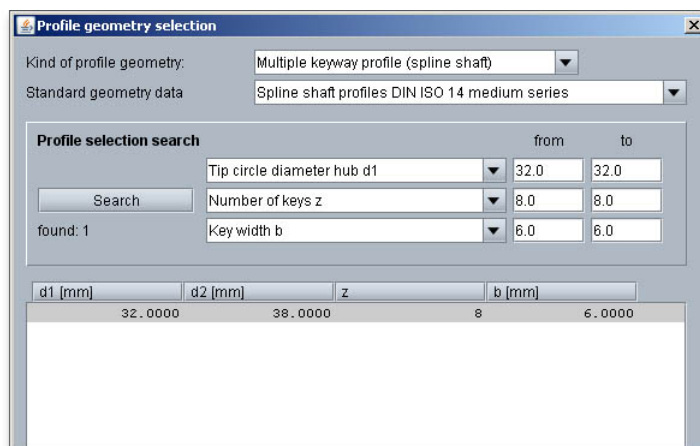 Profile geometry selection
Kind of profile geometry: Multiple keyway profile (spline shaft)
Standard geometry data Spline shaft profiles DIN ISO 14 medium series
Profile selection search from to
Tip circle diameter hub d1 32.0 32.0
Search Number of keys z 8.0 8.0
found: 1 Key width b 6.0 6.0
d1 [mm] d2 [mm] z b [mm]
32.0000 38.0000 8 6.0000